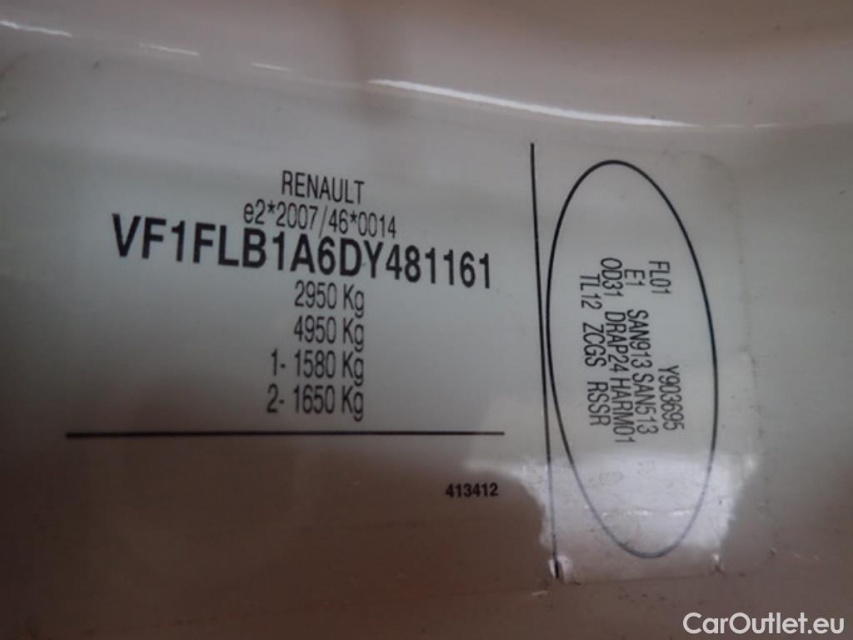 RENAULT
e2*2007/46*0014
VF1FLB1A6DY481161
2950 Kg
4950 Kg
1- 1580 Kg
2- 1650 Kg
413412
FL01 Y903695
E1 SAN913 SAN513
OD31 DRAP24 HARM01
TL12 ZCGS RSSR
CarOutlet.eu